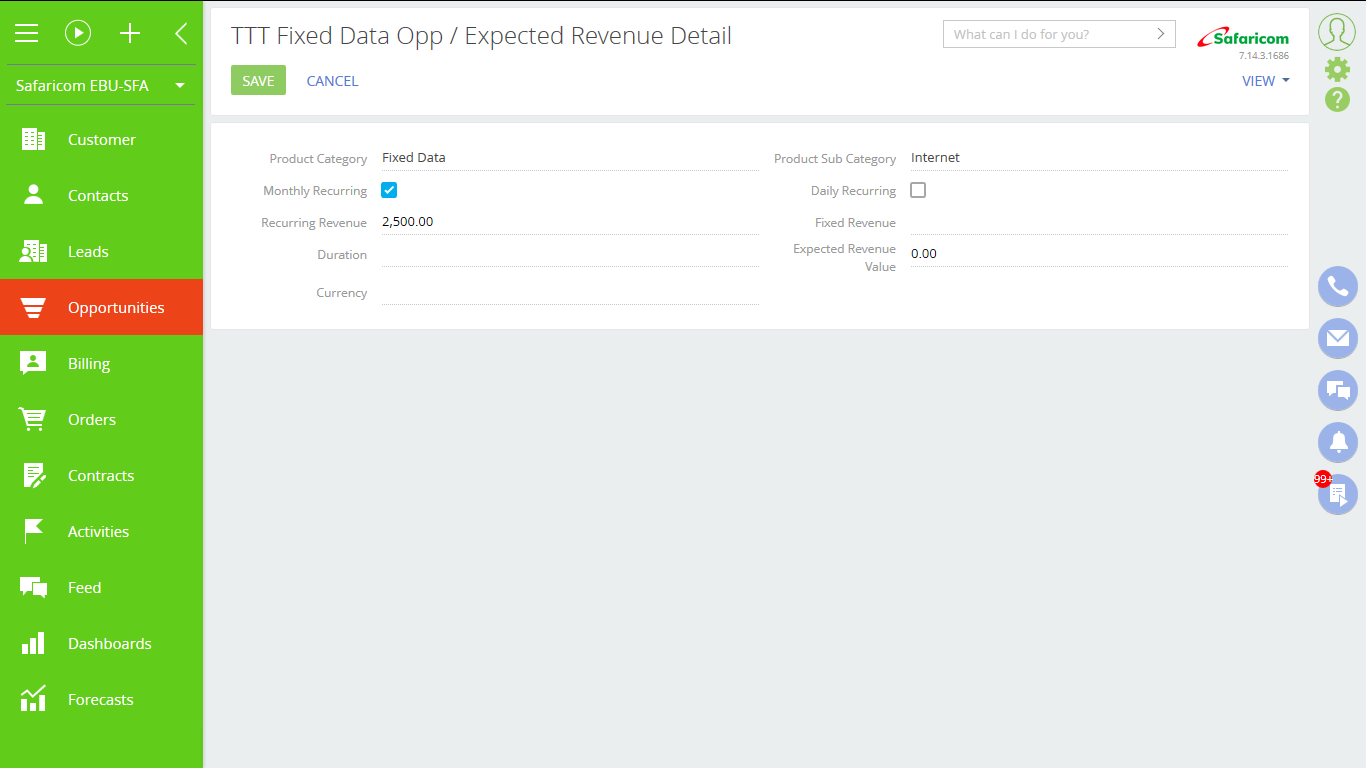 TTT Fixed Data Opp / Expected Revenue Detail
What can I do for you?
Safaricom
7.14.3.1686
SAVE
CANCEL
VIEW
Safaricom EBU-SFA
Customer
Contacts
Leads
Opportunities
Billing
Orders
Contracts
Activities
Feed
Dashboards
Forecasts
Product Category Fixed Data
Product Sub Category Internet
Monthly Recurring
Daily Recurring
Recurring Revenue 2,500.00
Fixed Revenue
Duration
Expected Revenue
Value
0.00
Currency
?
99+